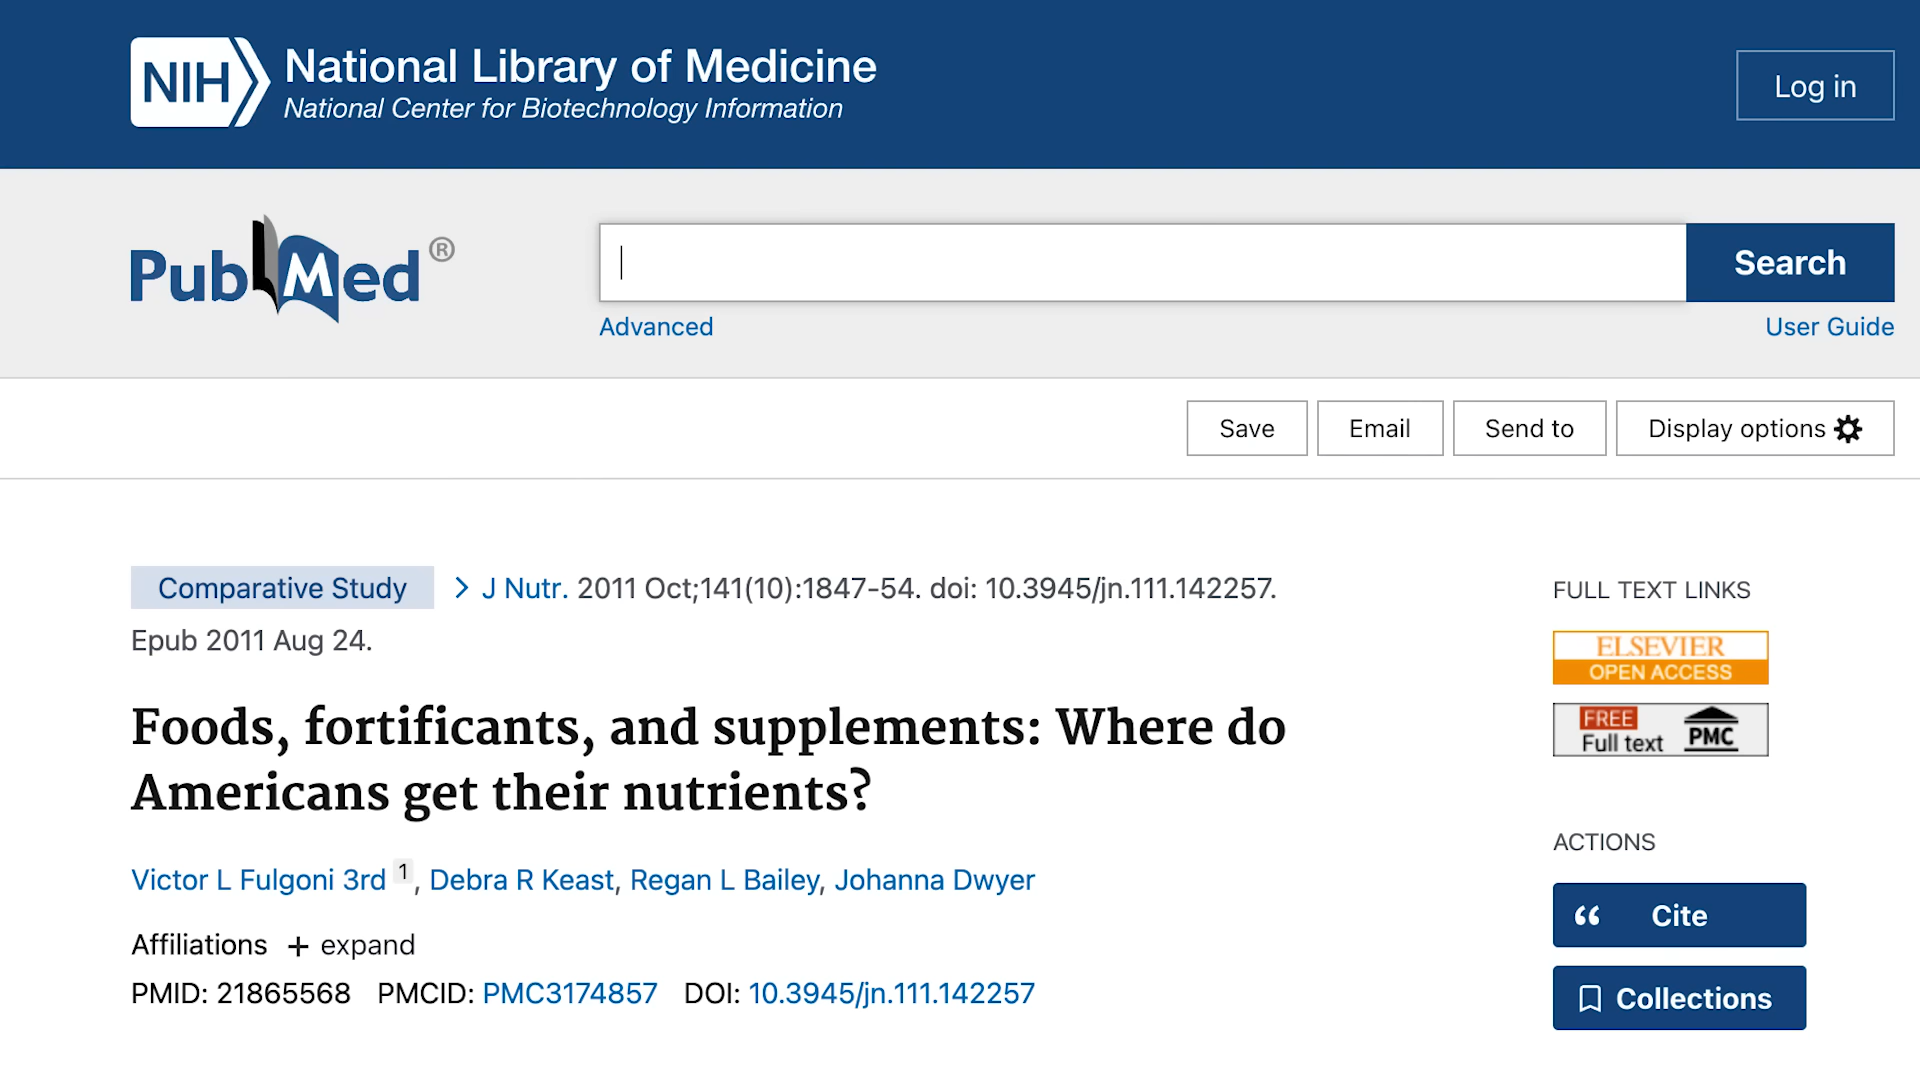 NIH National Library of Medicine
National Center for Biotechnology Information
Log in
PubMed®
Search
Advanced
User Guide
Save
Email
Send to
Display options
Comparative Study > J Nutr. 2011 Oct;141(10):1847-54. doi: 10.3945/jn.111.142257.
Epub 2011 Aug 24.
Foods, fortificants, and supplements: Where do
Americans get their nutrients?
Victor L Fulgoni 3rd 1, Debra R Keast, Regan L Bailey, Johanna Dwyer
Affiliations + expand
PMID: 21865568 PMCID: PMC3174857 DOI: 10.3945/jn.111.142257
FULL TEXT LINKS
ELSEVIER
OPEN ACCESS
FREE
Full text PMC
ACTIONS
“ Cite
Collections